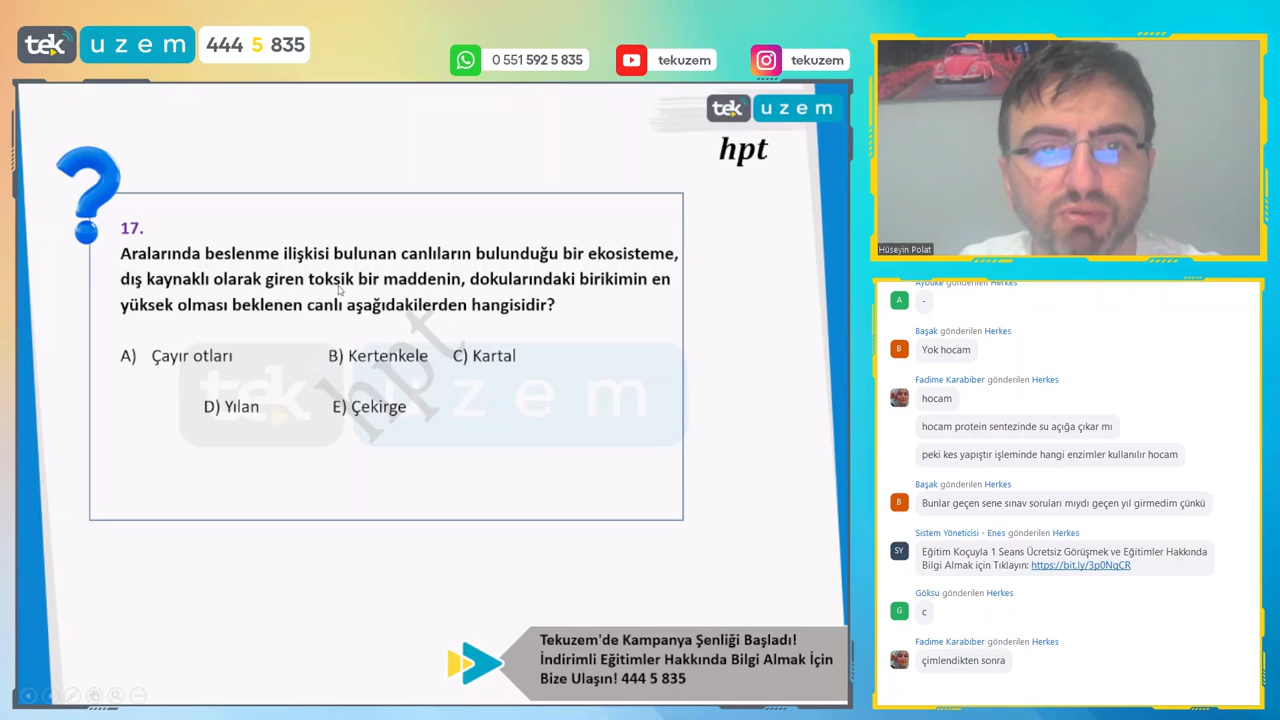 tek uzem 444 5 835
0 551 592 5 835 tekuzem tekuzem
tek uzem
hpt
17.
Aralarında beslenme ilişkisi bulunan canlıların bulunduğu bir ekosisteme,
dış kaynaklı olarak giren toksik bir maddenin, dokularındaki birikimin en
yüksek olması beklenen canlı aşağıdakilerden hangisidir?
A) Çayır otları B) Kertenkele C) Kartal
D) Yılan E) Çekirge
tek uzem
hpt
Tekuzem'de Kampanya Şenliği Başladı!
İndirimli Eğitimler Hakkında Bilgi Almak İçin
Bize Ulaşın! 444 5 835
Hüseyin Polat
Aybüke gönderilen Herkes
A -
Başak gönderilen Herkes
B Yok hocam
Fadime Karabiber gönderilen Herkes
hocam
hocam protein sentezinde su açığa çıkar mı
peki kes yapıştır işleminde hangi enzimler kullanılır hocam
Başak gönderilen Herkes
B Bunlar geçen sene sınav soruları mıydı geçen yıl girmedim çünkü
Sistem Yöneticisi - Enes gönderilen Herkes
SY Eğitim Koçuyla 1 Seans Ücretsiz Görüşmek ve Eğitimler Hakkında
Bilgi Almak için Tıklayın: https://bit.ly/3p0NqCR
Göksu gönderilen Herkes
G c
Fadime Karabiber gönderilen Herkes
çimlendikten sonra